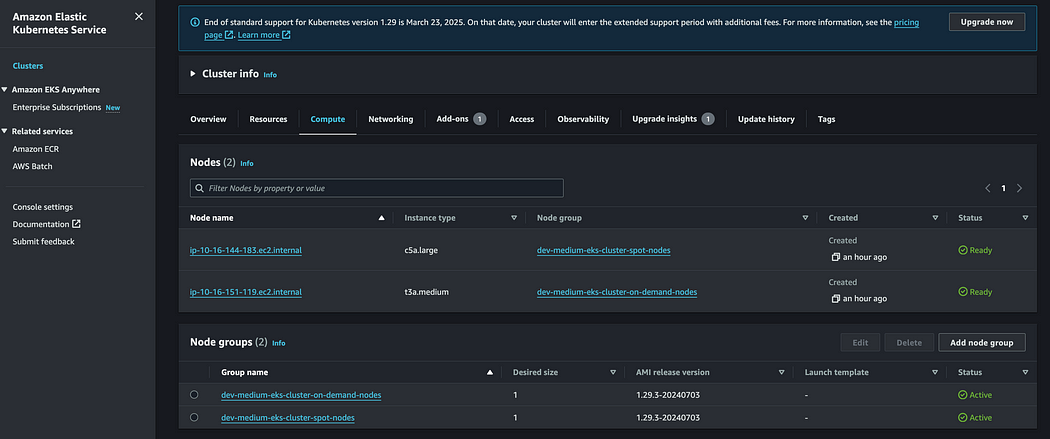 Amazon Elastic
Kubernetes Service
Clusters
Amazon EKS Anywhere
Enterprise Subscriptions New
Related services
Amazon ECR
AWS Batch
Console settings
Documentation
Submit feedback
End of standard support for Kubernetes version 1.29 is March 23, 2025. On that date, your cluster will enter the extended support period with additional fees. For more information, see the pricing
page. Learn more
Upgrade now
Cluster info Info
Overview Resources Compute Networking Add-ons 1 Access Observability Upgrade insights 1 Update history Tags
Nodes (2) Info
Filter Nodes by property or value
1
Node name Instance type Node group Created Status
Created
ip-10-16-144-183.ec2.internal c5a.large dev-medium-eks-cluster-spot-nodes an hour ago Ready
Created
ip-10-16-151-119.ec2.internal t3a.medium dev-medium-eks-cluster-on-demand-nodes an hour ago Ready
Node groups (2) Info
Edit Delete Add node group
Group name Desired size AMI release version Launch template Status
dev-medium-eks-cluster-on-demand-nodes 1 1.29.3-20240703 - Active
dev-medium-eks-cluster-spot-nodes 1 1.29.3-20240703 - Active